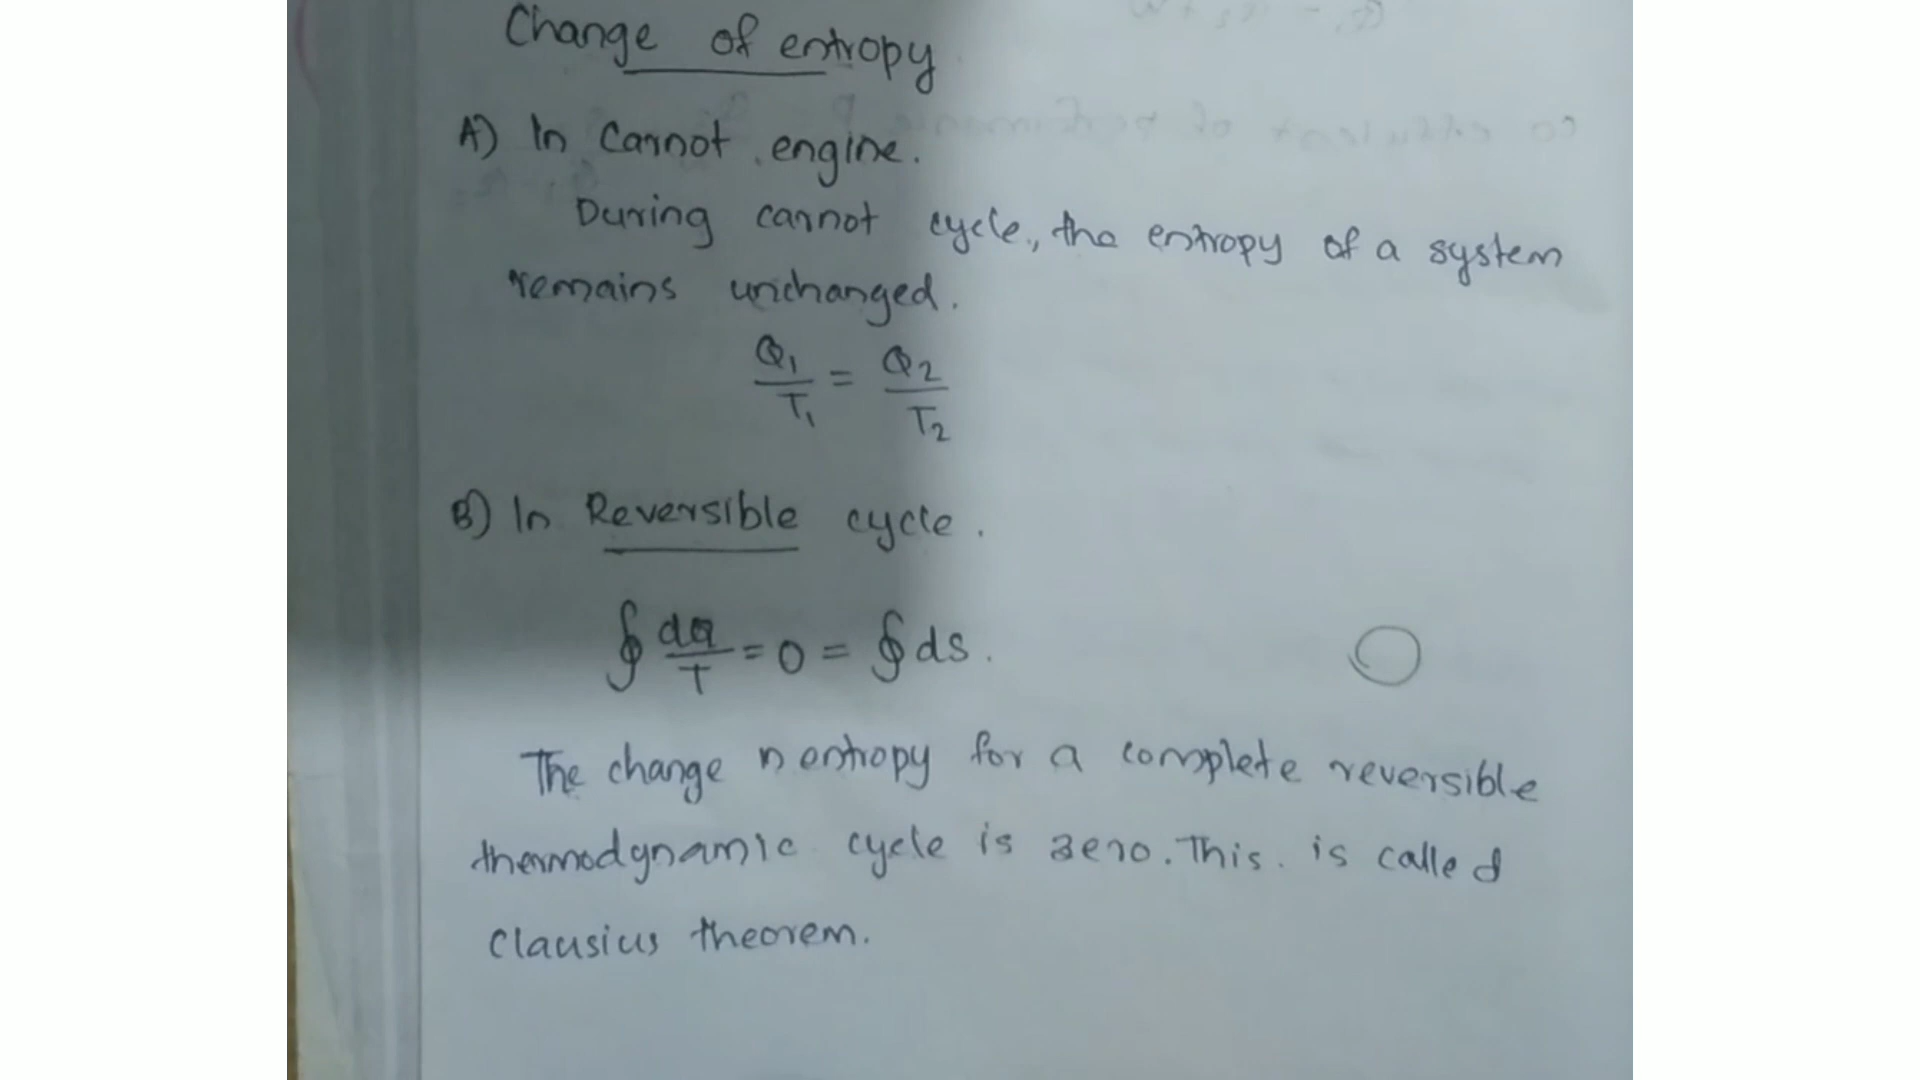 Change of entropy
A) In Carnot engine.
During carnot cycle, the entropy of a system
remains unchanged.
Q₁/T₁ = Q₂/T₂
B) In Reversible cycle.
∮ dQ/T = 0 = ∮ ds.
The change n entropy for a complete reversible
thermodynamic cycle is zero. This is called
Clausius theorem.